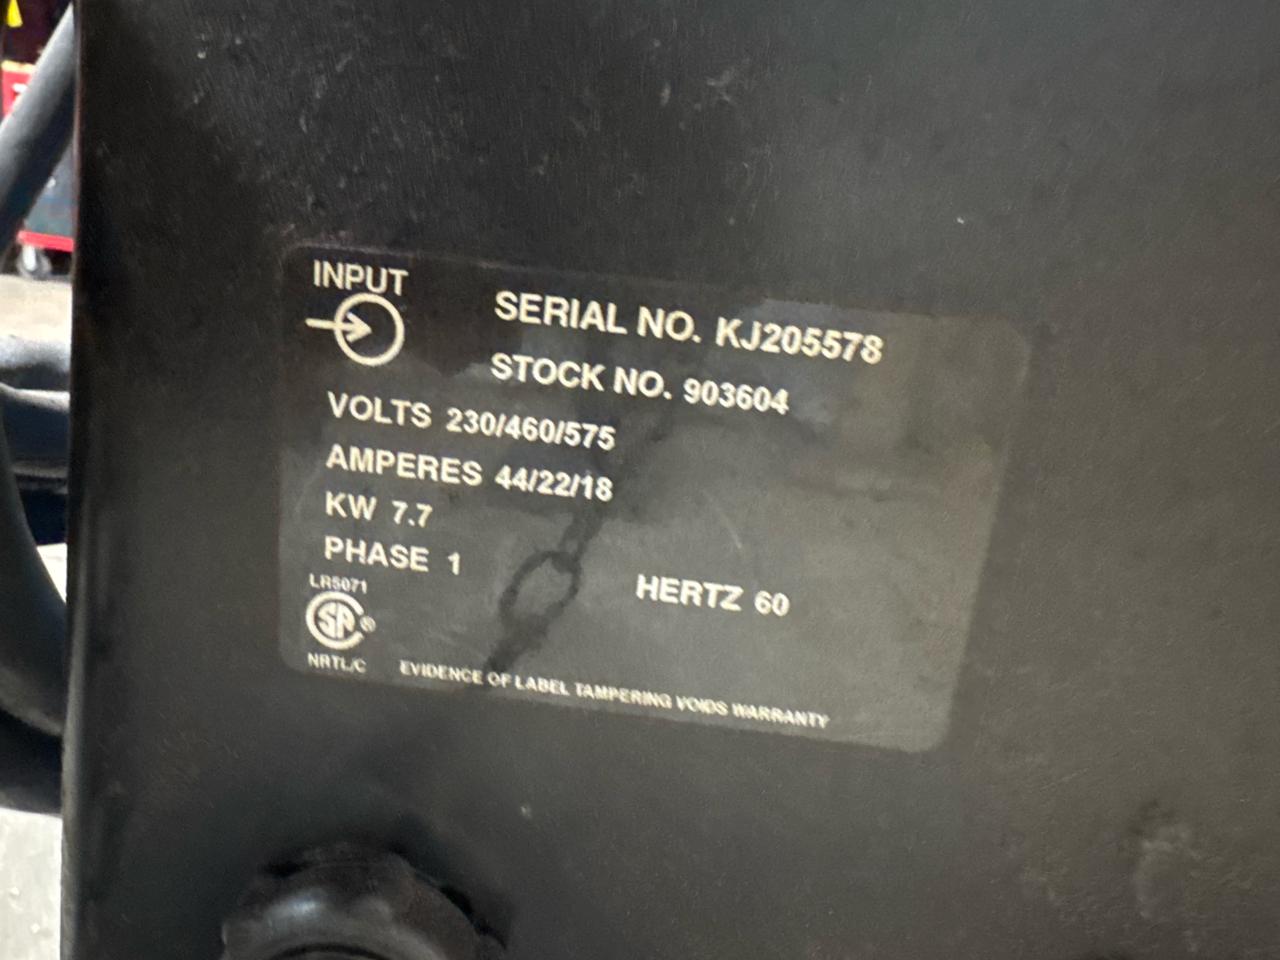 INPUT
SERIAL NO. KJ205578
STOCK NO. 903604
VOLTS 230/460/575
AMPERES 44/22/18
KW 7.7
PHASE 1
HERTZ 60
LR5071
SA ®
NRTL/C
EVIDENCE OF LABEL TAMPERING VOIDS WARRANTY